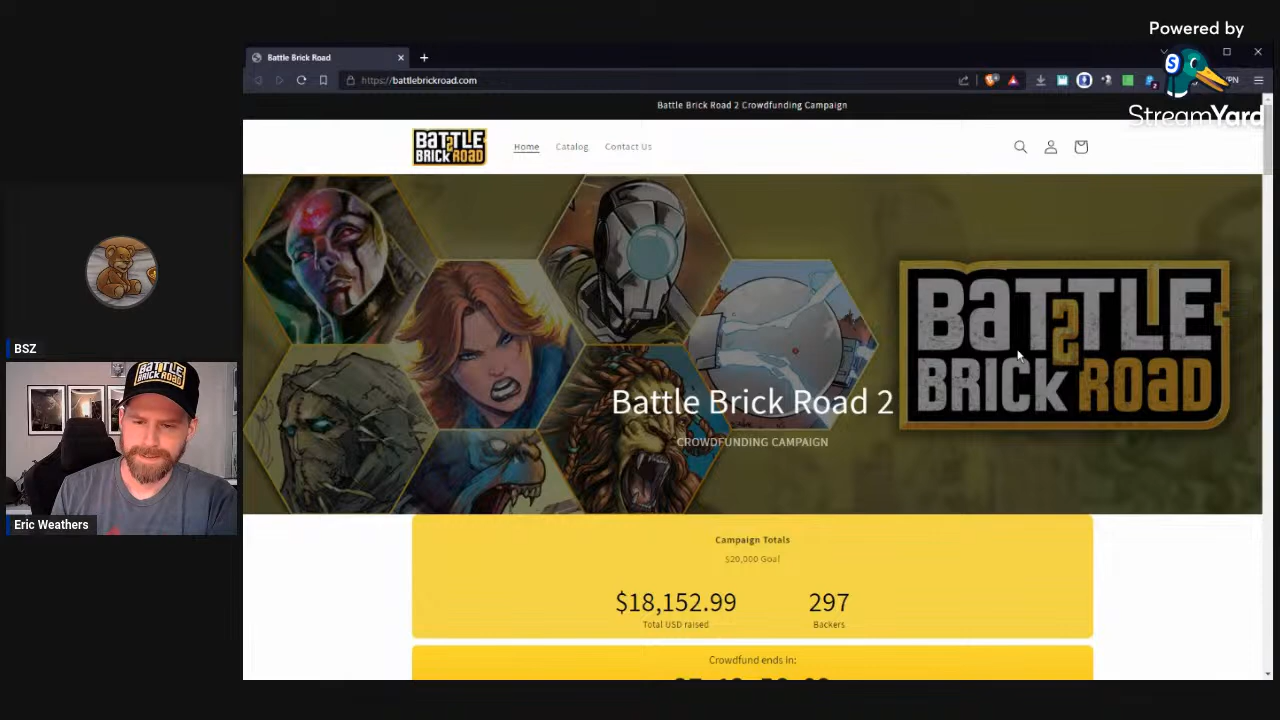 Powered by
StreamYard
Battle Brick Road
https://battlebrickroad.com
VPN
Battle Brick Road 2 Crowdfunding Campaign
BATTLE
BRICK ROAD
Home
Catalog
Contact Us
BATTLE
2
BRICK ROAD
Battle Brick Road 2
CROWDFUNDING CAMPAIGN
BSZ
BATTLE
BRICK ROAD
Eric Weathers
Campaign Totals
$20,000 Goal
$18,152.99
297
Total USD raised
Backers
Crowdfund ends in: